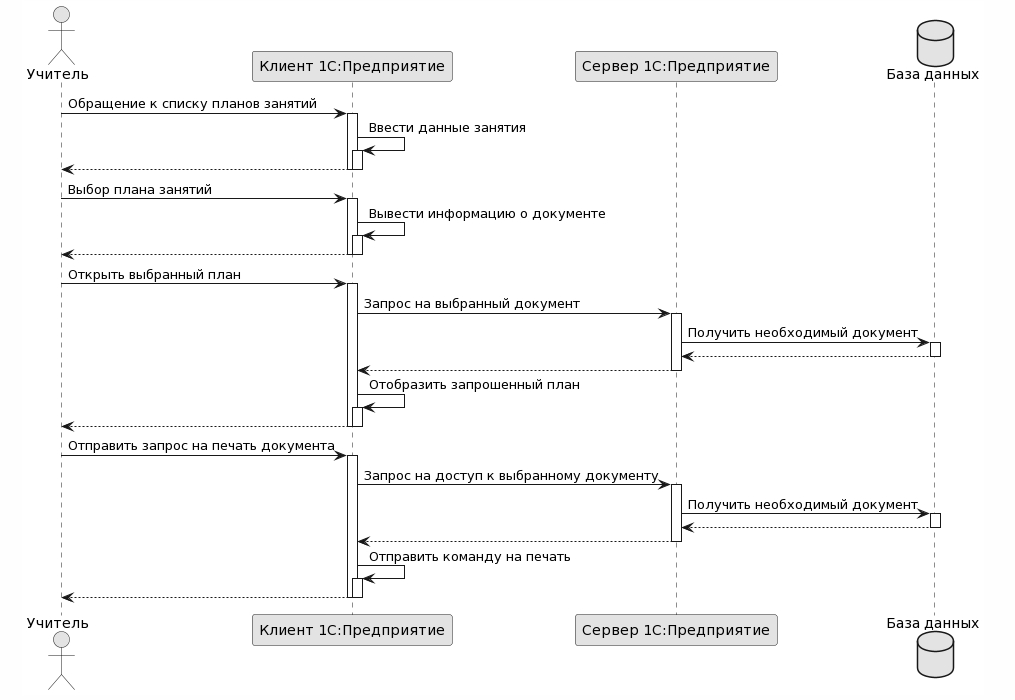 Учитель
Клиент 1С:Предприятие
Сервер 1С:Предприятие
База данных
Обращение к списку планов занятий
Ввести данные занятия
Выбор плана занятий
Вывести информацию о документе
Открыть выбранный план
Запрос на выбранный документ
Получить необходимый документ
Отобразить запрошенный план
Отправить запрос на печать документа
Запрос на доступ к выбранному документу
Получить необходимый документ
Отправить команду на печать
Учитель
Клиент 1С:Предприятие
Сервер 1С:Предприятие
База данных